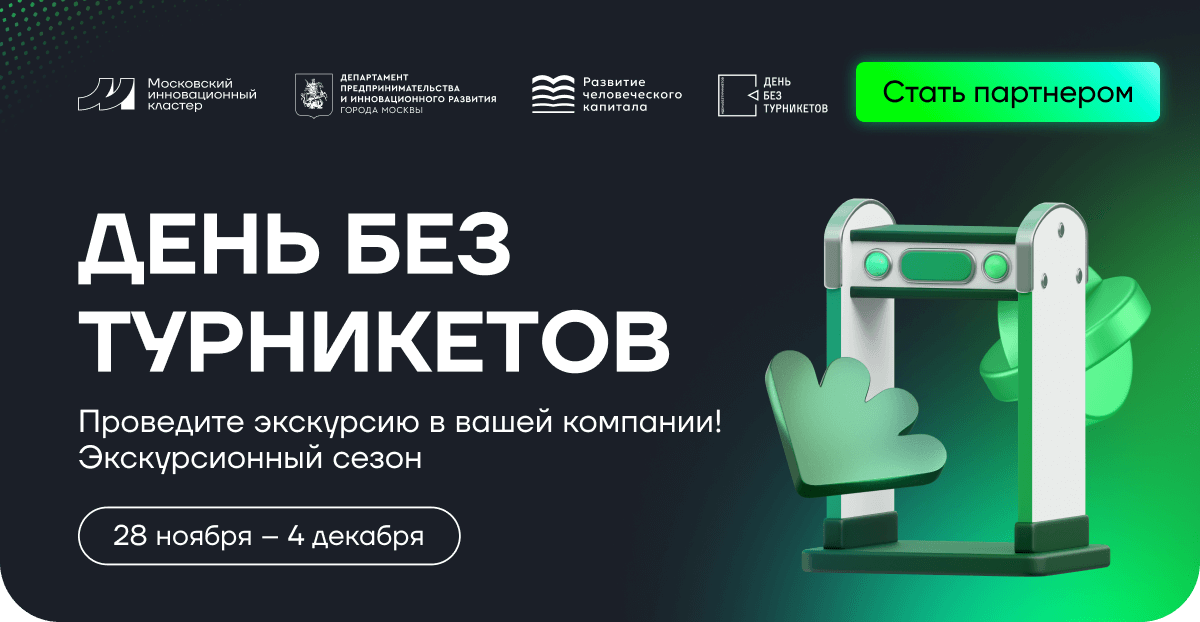 Московский
инновационный
кластер
ДЕПАРТАМЕНТ
ПРЕДПРИНИМАТЕЛЬСТВА
И ИННОВАЦИОННОГО РАЗВИТИЯ
ГОРОДА МОСКВЫ
Развитие
человеческого
капитала
ДЕНЬ
БЕЗ
ТУРНИКЕТОВ
Стать партнером
ДЕНЬ БЕЗ
ТУРНИКЕТОВ
Проведите экскурсию в вашей компании!
Экскурсионный сезон
28 ноября – 4 декабря